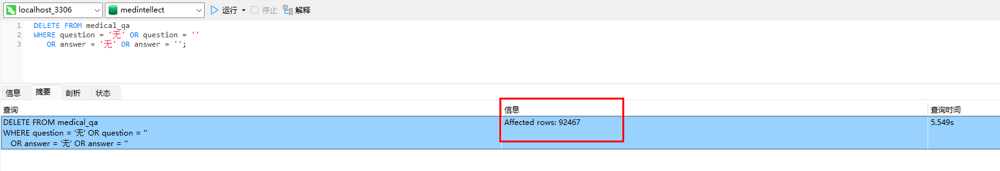 localhost_3306 medintellect 运行 停止 解释
1 DELETE FROM medical_qa
2 WHERE question = '无' OR question = ''
3 OR answer = '无' OR answer = '';
信息 摘要 剖析 状态
查询 信息 查询时间
DELETE FROM medical_qa Affected rows: 92467 5.549s
WHERE question = '无' OR question = ''
OR answer = '无' OR answer = ''